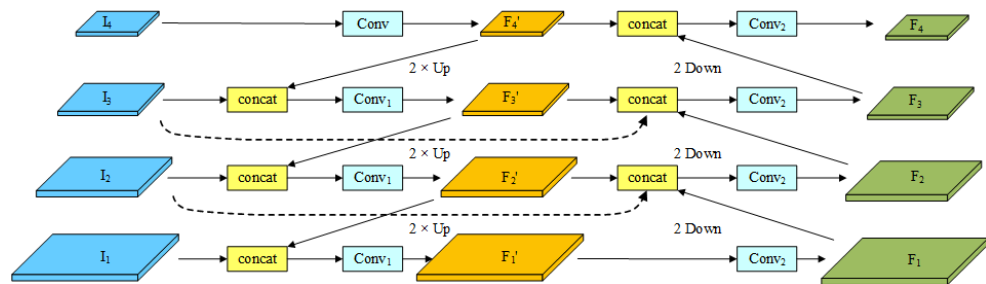 I₄ Conv F₄' concat Conv₂ F₄
2 × Up 2 Down
I₃ concat Conv₁ F₃' concat Conv₂ F₃
2 × Up 2 Down
I₂ concat Conv₁ F₂' concat Conv₂ F₂
2 × Up 2 Down
I₁ concat Conv₁ F₁' Conv₂ F₁